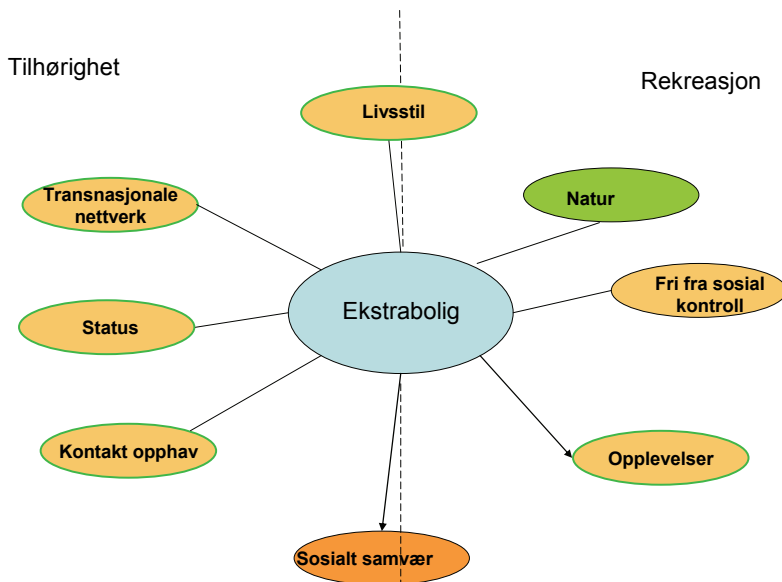 Tilhørighet
Rekreasjon
Livsstil
Transnasjonale
nettverk
Natur
Fri fra sosial
kontroll
Ekstrabolig
Status
Kontakt opphav
Opplevelser
Sosialt samvær